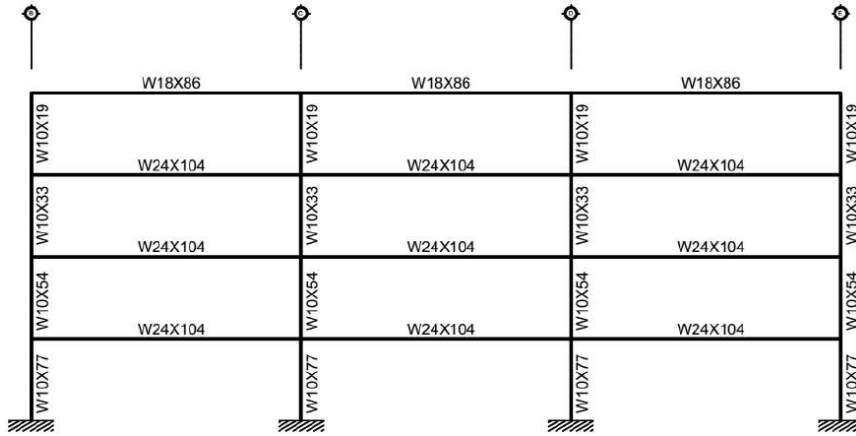 B C D E
W18X86 W18X86 W18X86
W10X19 W10X19 W10X19 W10X19
W24X104 W24X104 W24X104
W10X33 W10X33 W10X33 W10X33
W24X104 W24X104 W24X104
W10X54 W10X54 W10X54 W10X54
W24X104 W24X104 W24X104
W10X77 W10X77 W10X77 W10X77